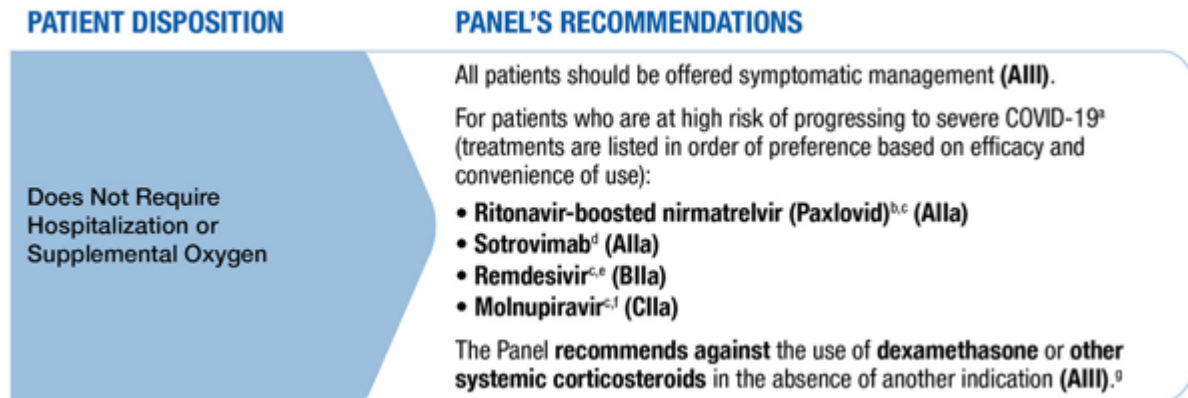 PATIENT DISPOSITION
PANEL'S RECOMMENDATIONS
Does Not Require
Hospitalization or
Supplemental Oxygen
All patients should be offered symptomatic management (AIII).
For patients who are at high risk of progressing to severe COVID-19ᵃ
(treatments are listed in order of preference based on efficacy and
convenience of use):
• Ritonavir-boosted nirmatrelvir (Paxlovid)ᵇ,ᶜ (AIIa)
• Sotrovimabᵈ (AIIa)
• Remdesivirᶜ,ᵉ (BIIa)
• Molnupiravirᶜ,ᶠ (CIIa)
The Panel recommends against the use of dexamethasone or other
systemic corticosteroids in the absence of another indication (AIII).ᵍ